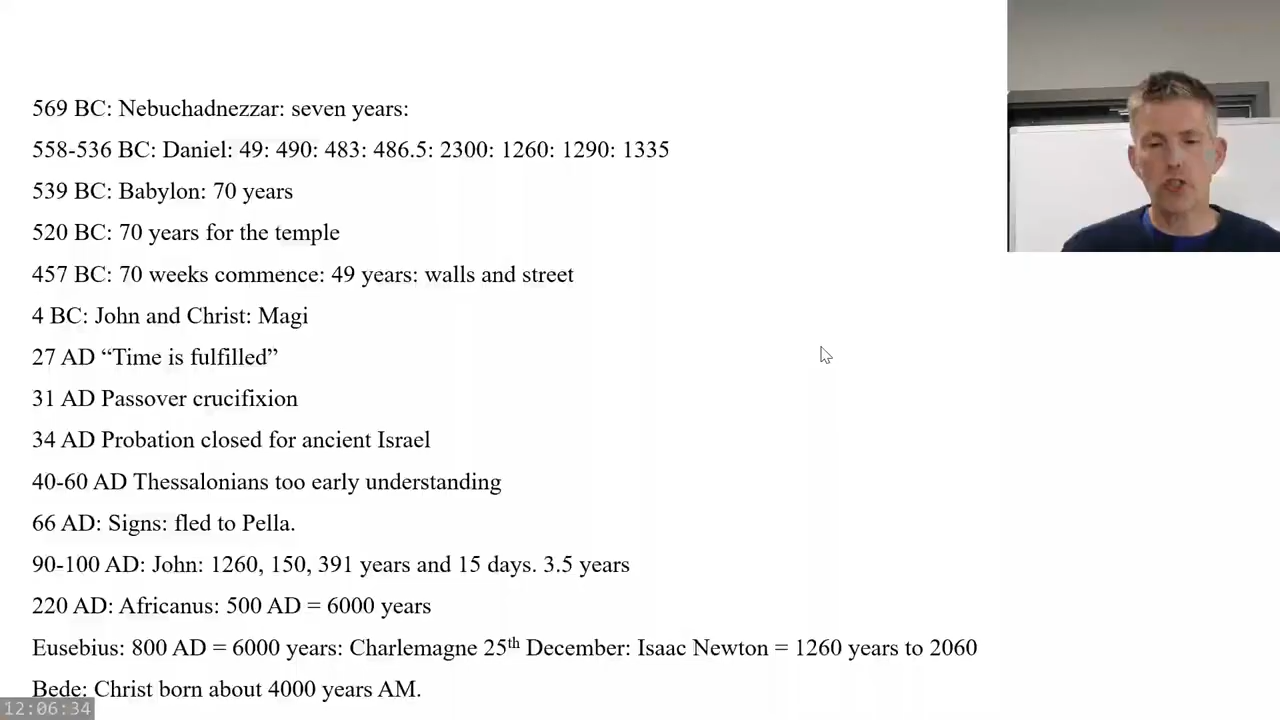 569 BC: Nebuchadnezzar: seven years:
558-536 BC: Daniel: 49: 490: 483: 486.5: 2300: 1260: 1290: 1335
539 BC: Babylon: 70 years
520 BC: 70 years for the temple
457 BC: 70 weeks commence: 49 years: walls and street
4 BC: John and Christ: Magi
27 AD “Time is fulfilled”
31 AD Passover crucifixion
34 AD Probation closed for ancient Israel
40-60 AD Thessalonians too early understanding
66 AD: Signs: fled to Pella.
90-100 AD: John: 1260, 150, 391 years and 15 days. 3.5 years
220 AD: Africanus: 500 AD = 6000 years
Eusebius: 800 AD = 6000 years: Charlemagne 25th December: Isaac Newton = 1260 years to 2060
Bede: Christ born about 4000 years AM.
12:06:34